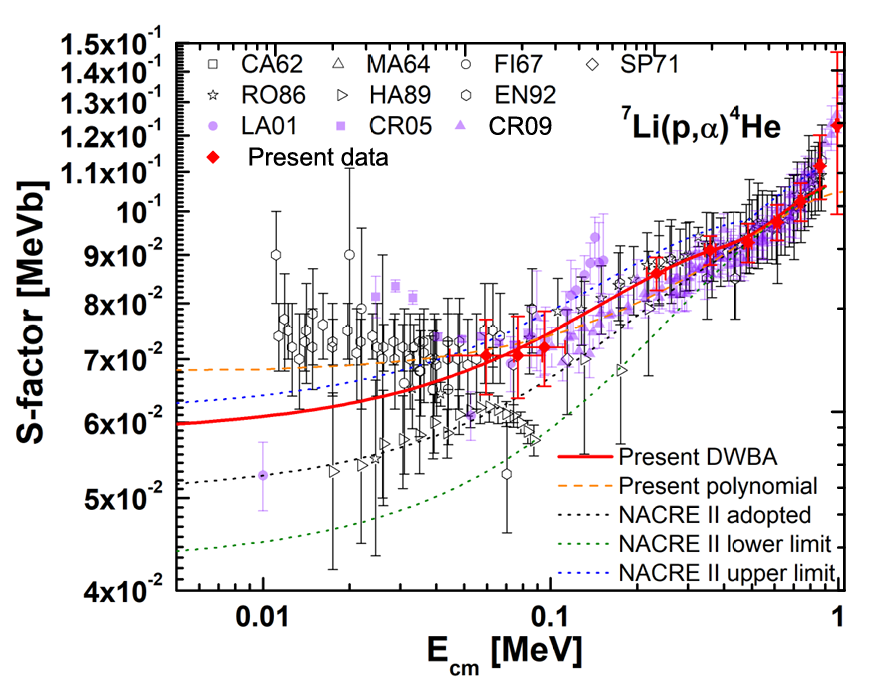 1.5x10⁻¹
1.4x10⁻¹
1.3x10⁻¹
1.2x10⁻¹
1.1x10⁻¹
10⁻¹
9x10⁻²
8x10⁻²
7x10⁻²
6x10⁻²
5x10⁻²
4x10⁻²
S-factor [MeVb]
CA62 MA64 FI67 SP71
RO86 HA89 EN92
LA01 CR05 CR09
Present data
⁷Li(p,α)⁴He
Present DWBA
Present polynomial
NACRE II adopted
NACRE II lower limit
NACRE II upper limit
0.01 0.1 1
E_cm [MeV]